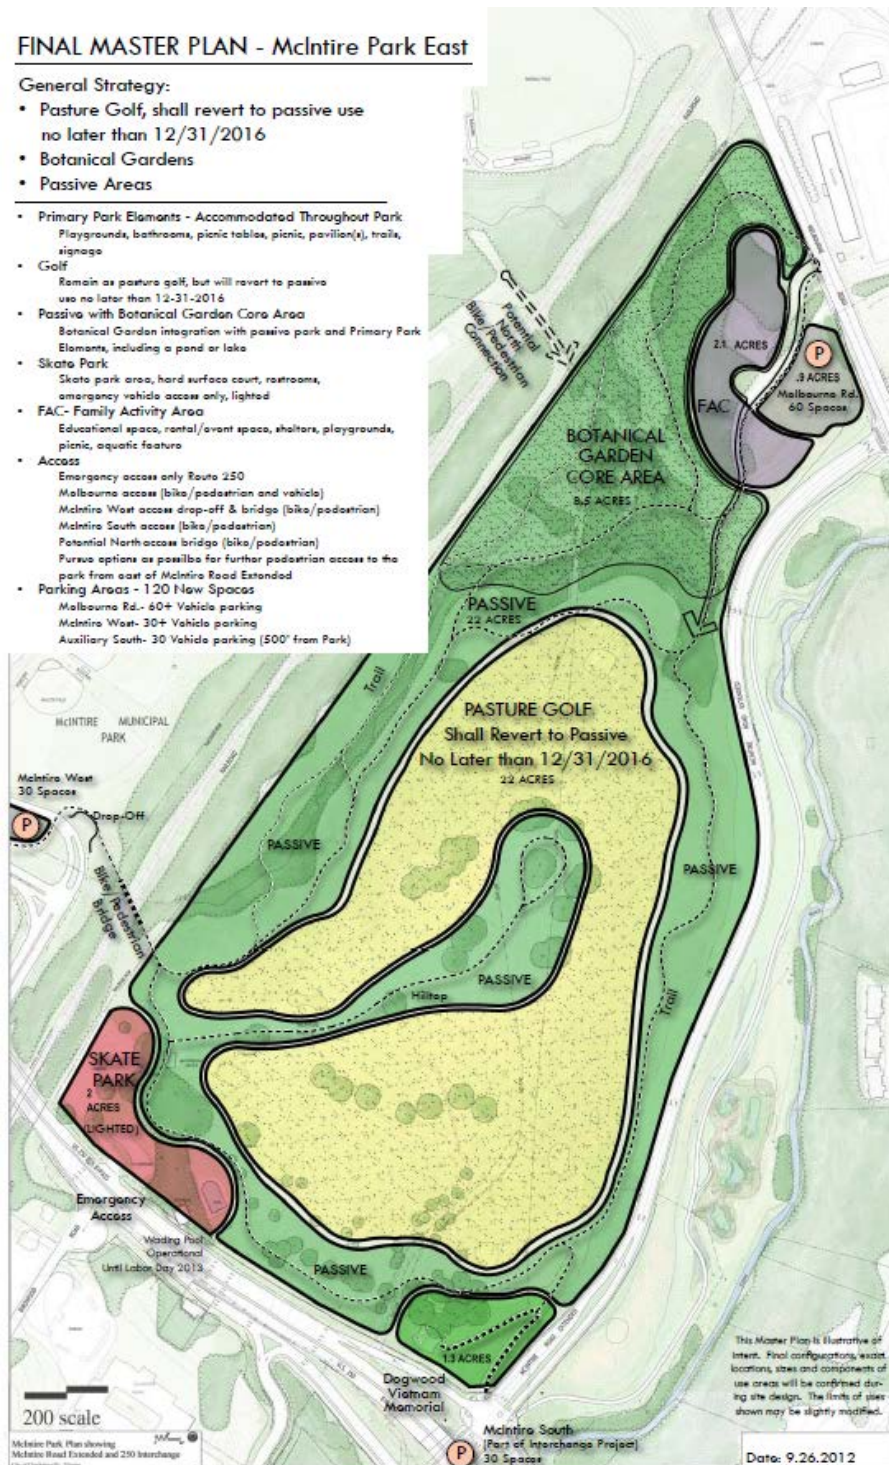 FINAL MASTER PLAN - McIntire Park East
General Strategy:
• Pasture Golf, shall revert to passive use
no later than 12/31/2016
• Botanical Gardens
• Passive Areas
• Primary Park Elements - Accommodated Throughout Park
Playgrounds, bathrooms, picnic tables, picnic, pavilion(s), trails,
signage
• Golf
Remain as pasture golf, but will revert to passive
use no later than 12-31-2016
• Passive with Botanical Garden Core Area
Botanical Garden integration with passive park and Primary Park
Elements, including a pond or lake
• Skate Park
Skate park area, hard surface court, restrooms,
emergency vehicle access only, lighted
• FAC- Family Activity Area
Educational space, rental/event space, shelters, playgrounds,
picnic, aquatic feature
• Access
Emergency access only Route 250
Melbourne access (bike/pedestrian and vehicle)
McIntire West access drop-off & bridge (bike/pedestrian)
McIntire South access (bike/pedestrian)
Potential North access bridge (bike/pedestrian)
Pursue options as possilbe for further pedestrian access to the
park from east of McIntire Road Extended
• Parking Areas - 120 New Spaces
Melbourne Rd.- 60+ Vehicle parking
McIntire West- 30+ Vehicle parking
Auxiliary South- 30 Vehicle parking (500' from Park)
Potential
North
Bike/Pedestrian
Connection
2.1 ACRES
FAC
P
.9 ACRES
Melbourne Rd.
60 Spaces
BOTANICAL
GARDEN
CORE AREA
8.5 ACRES
PASSIVE
22 ACRES
Trail
PASTURE GOLF
Shall Revert to Passive
No Later than 12/31/2016
22 ACRES
McINTIRE MUNICIPAL
PARK
McIntire West
30 Spaces
P
Drop-Off
Bike/Pedestrian
Bridge
PASSIVE
PASSIVE
PASSIVE
Hilltop
Trail
SKATE
PARK
2
ACRES
(LIGHTED)
Emergency
Access
Wading Pool
Operational
Until Labor Day 2013
PASSIVE
1.3 ACRES
Dogwood
Vietnam
Memorial
P
McIntire South
(Part of Interchange Project)
30 Spaces
200 scale
McIntire Park Plan showing
McIntire Road Extended and 250 Interchange
This Master Plan is illustrative of
intent. Final configurations, exact
locations, sizes and components of
use areas will be confirmed dur-
ing site design. The limits of uses
shown may be slightly modified.
Date: 9.26.2012